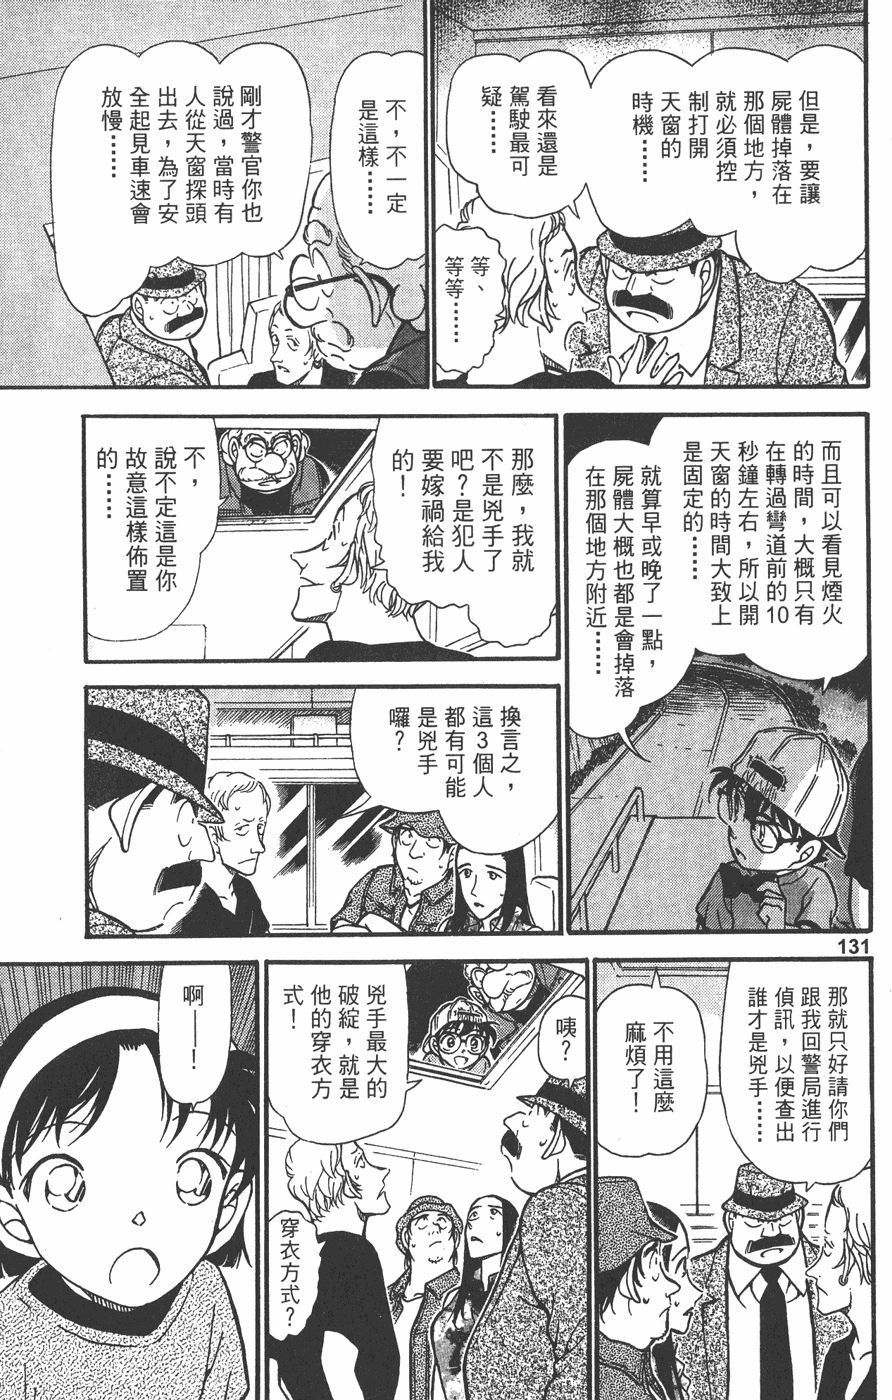 但是，要讓
屍體掉落在
那個地方，
就必須控
制打開
天窗的
時機……
看來還是
駕駛最可
疑……
等、
等等……
不，不一定
是這樣……
剛才警官你也
說過，當時有
人從天窗探頭
出去，為了安
全起見車速會
放慢……
而且可以看見煙火
的時間，大概只有
在轉過彎道前的10
秒鐘左右，所以開
天窗的時間大致上
是固定的……
就算早或晚了一點，
屍體大概也都是會掉落
在那個地方附近……
那麼，我就
不是兇手了
吧？是犯人
要嫁禍給我
的！
不，
說不定這是你
故意這樣佈置
的……
換言之，
這3個人
都有可能
是兇手
囉？
131
那就只好請你們
跟我回警局進行
偵訊，以便查出
誰才是兇手……
不用這麼
麻煩了！
咦？
兇手最大的
破綻，就是
他的穿衣方
式！
穿衣方式？
啊——！